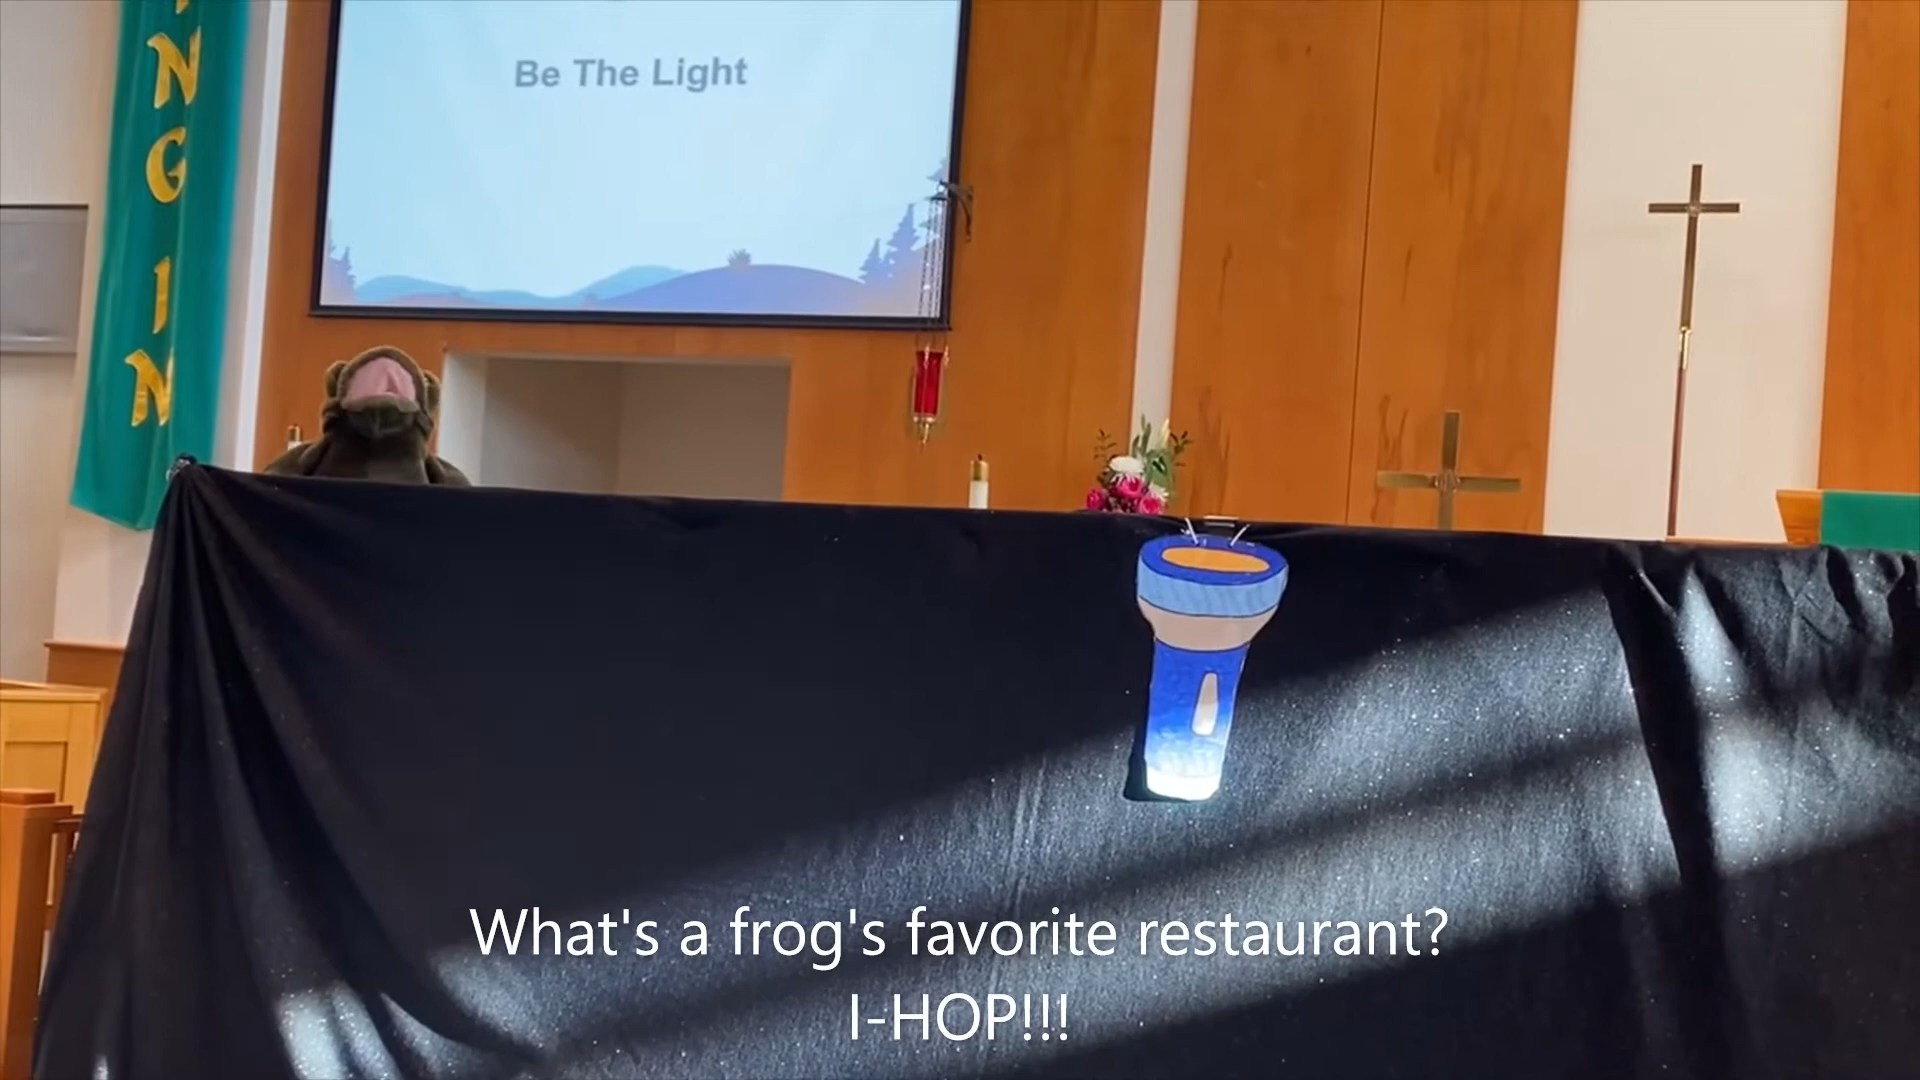 Be The Light
N
G
I
N
What's a frog's favorite restaurant?
I-HOP!!!